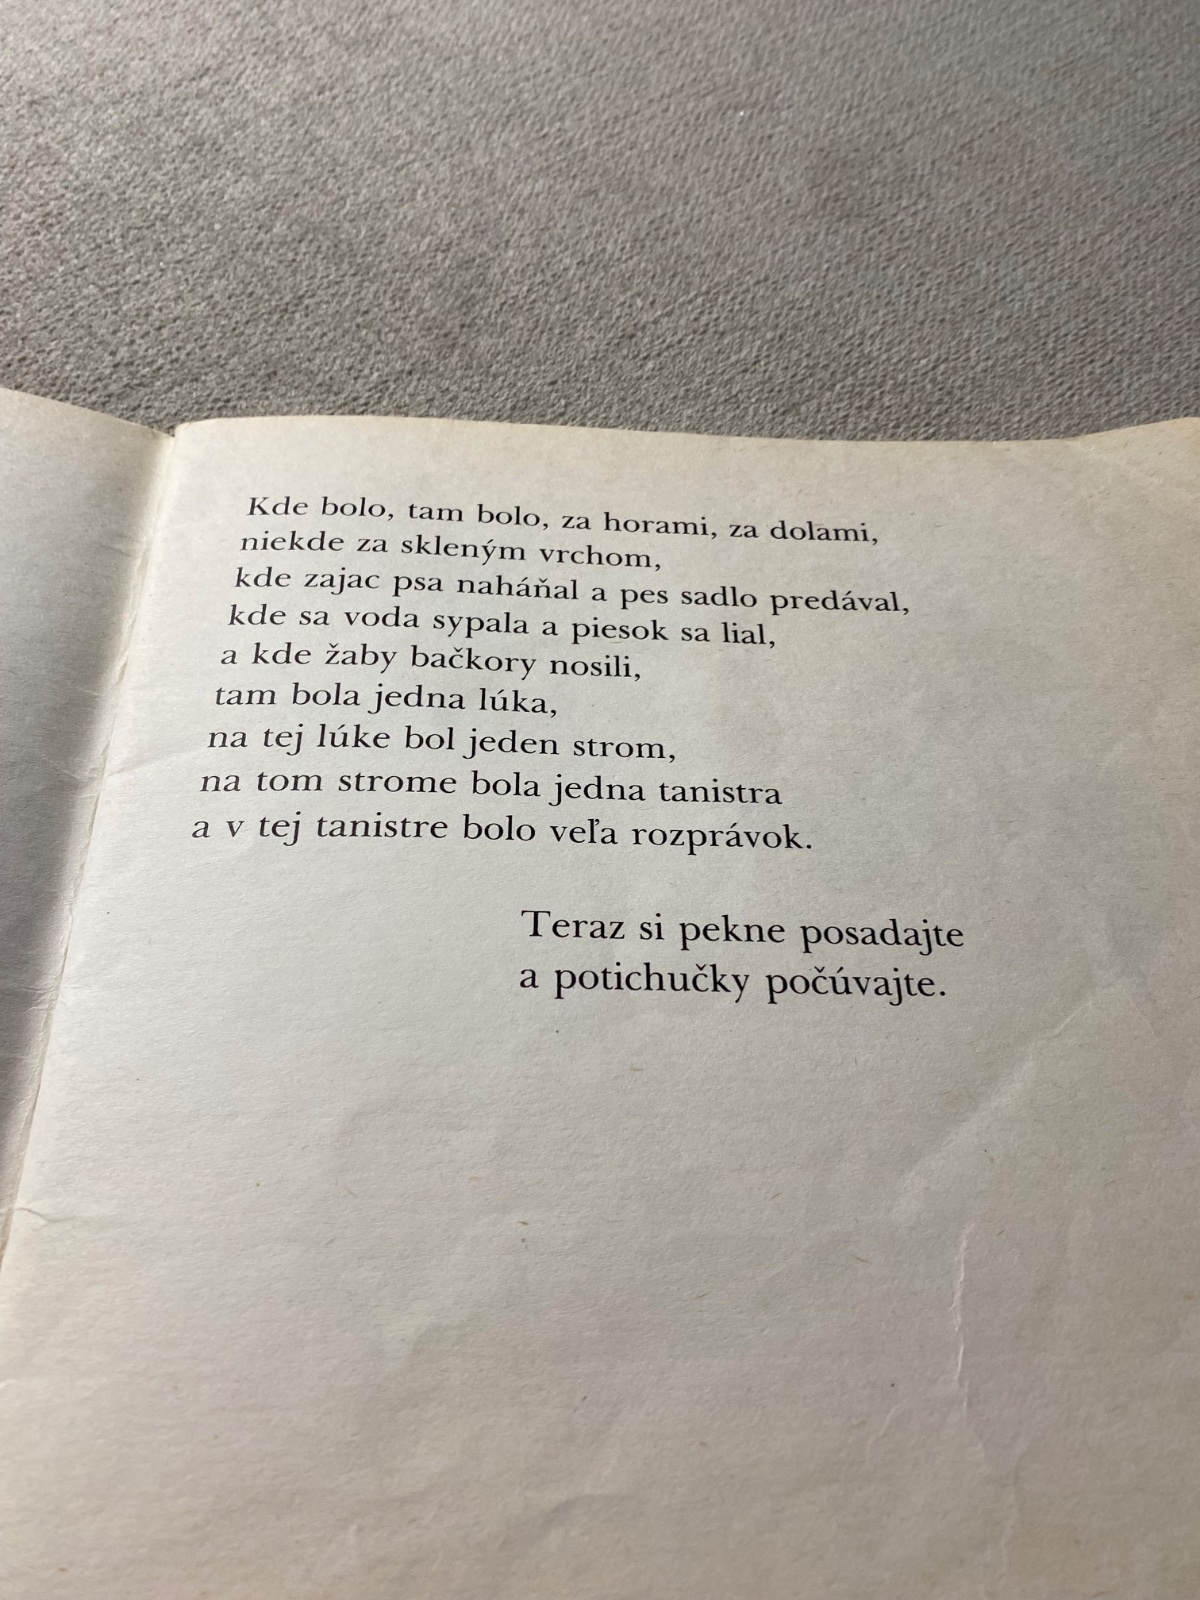 Kde bolo, tam bolo, za horami, za dolami,
niekde za skleným vrchom,
kde zajac psa naháňal a pes sadlo predával,
kde sa voda sypala a piesok sa lial,
a kde žaby bačkory nosili,
tam bola jedna lúka,
na tej lúke bol jeden strom,
na tom strome bola jedna tanistra
a v tej tanistre bolo veľa rozprávok.
Teraz si pekne posadajte
a potichučky počúvajte.